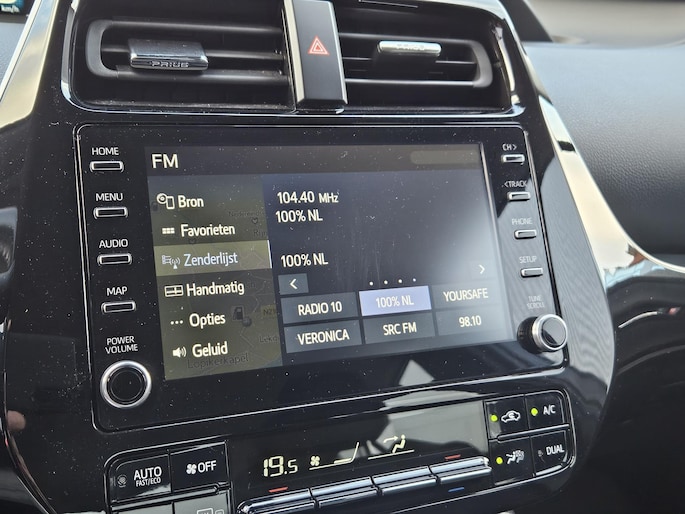 km/h
PRIUS
FM
HOME
MENU
AUDIO
MAP
POWER
VOLUME
CH>
<TRACK
PHONE
SETUP
TUNE
SCROLL
Bron
Favorieten
Zenderlijst
Handmatig
Opties
Geluid
104.40 MHz
100% NL
100% NL
<
>
RADIO 10
100% NL
YOURSAFE
VERONICA
SRC FM
98.10
AUTO
FAST/ECO
OFF
19.5
A/C
DUAL